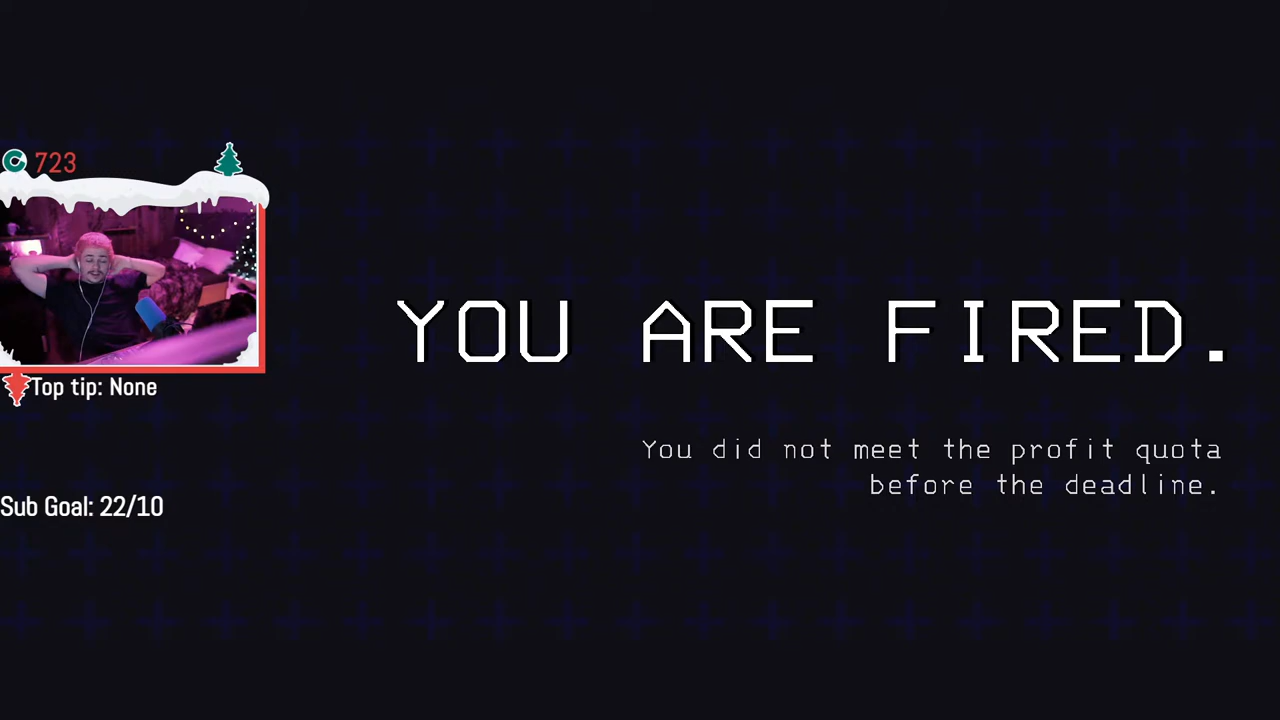 723
Top tip: None
Sub Goal: 22/10
YOU ARE FIRED.
You did not meet the profit quota
before the deadline.